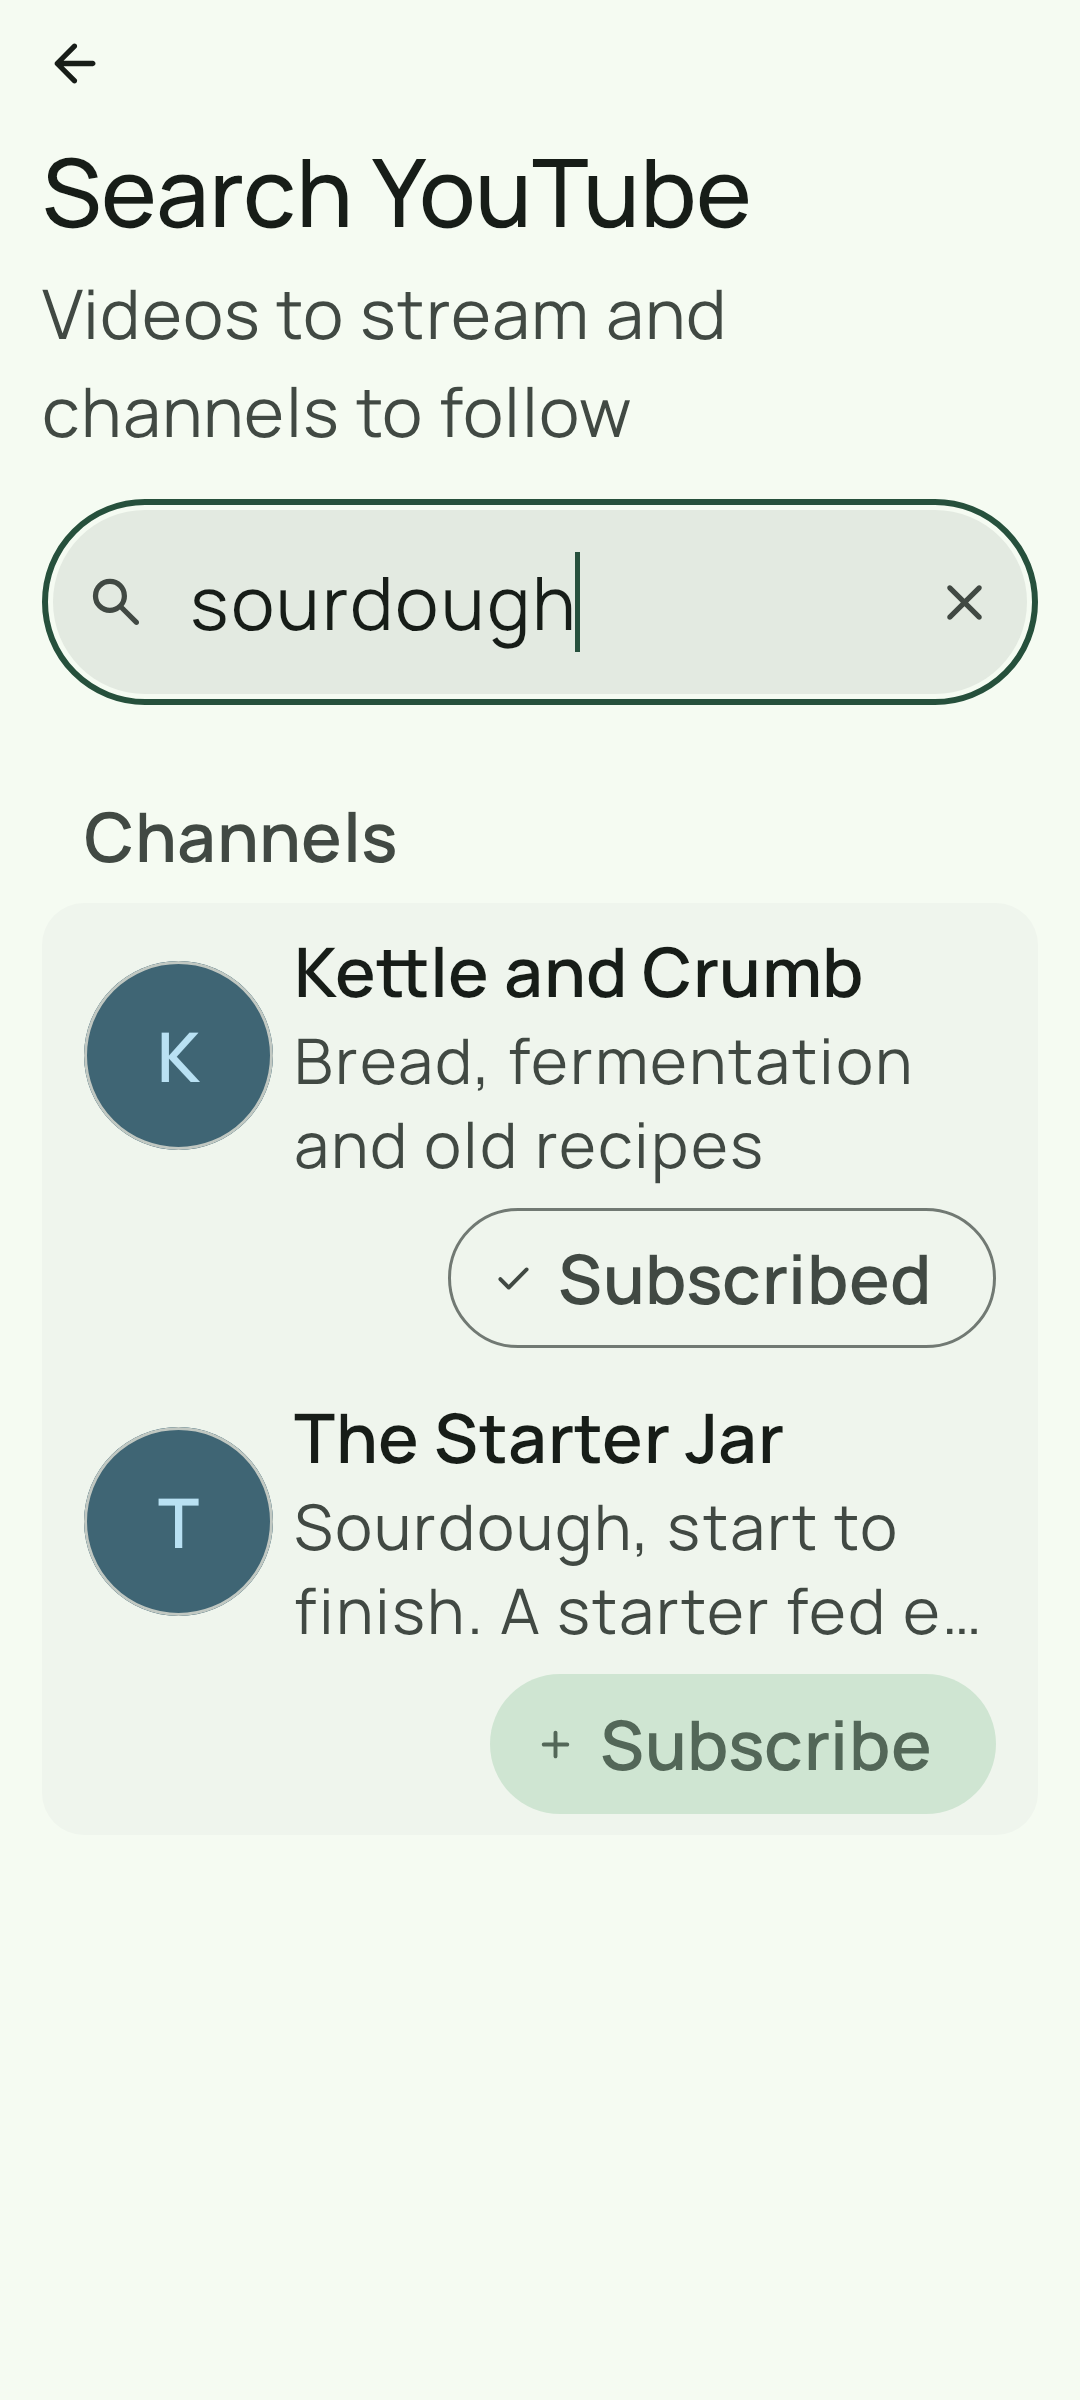 Search YouTube
Videos to stream and
channels to follow
sourdough
Channels
K
Kettle and Crumb
Bread, fermentation
and old recipes
Subscribed
T
The Starter Jar
Sourdough, start to
finish. A starter fed e…
Subscribe